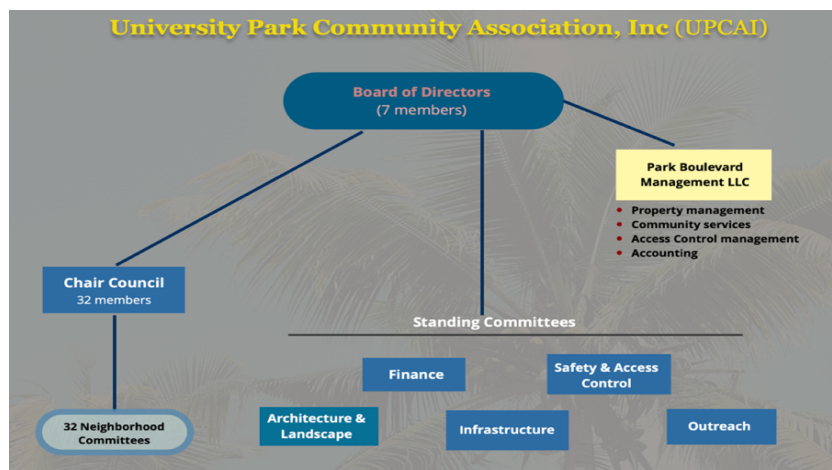 University Park Community Association, Inc (UPCAI)
Board of Directors
(7 members)
Park Boulevard
Management LLC
• Property management
• Community services
• Access Control management
• Accounting
Chair Council
32 members
Standing Committees
Finance
Safety & Access
Control
32 Neighborhood
Committees
Architecture &
Landscape
Infrastructure
Outreach